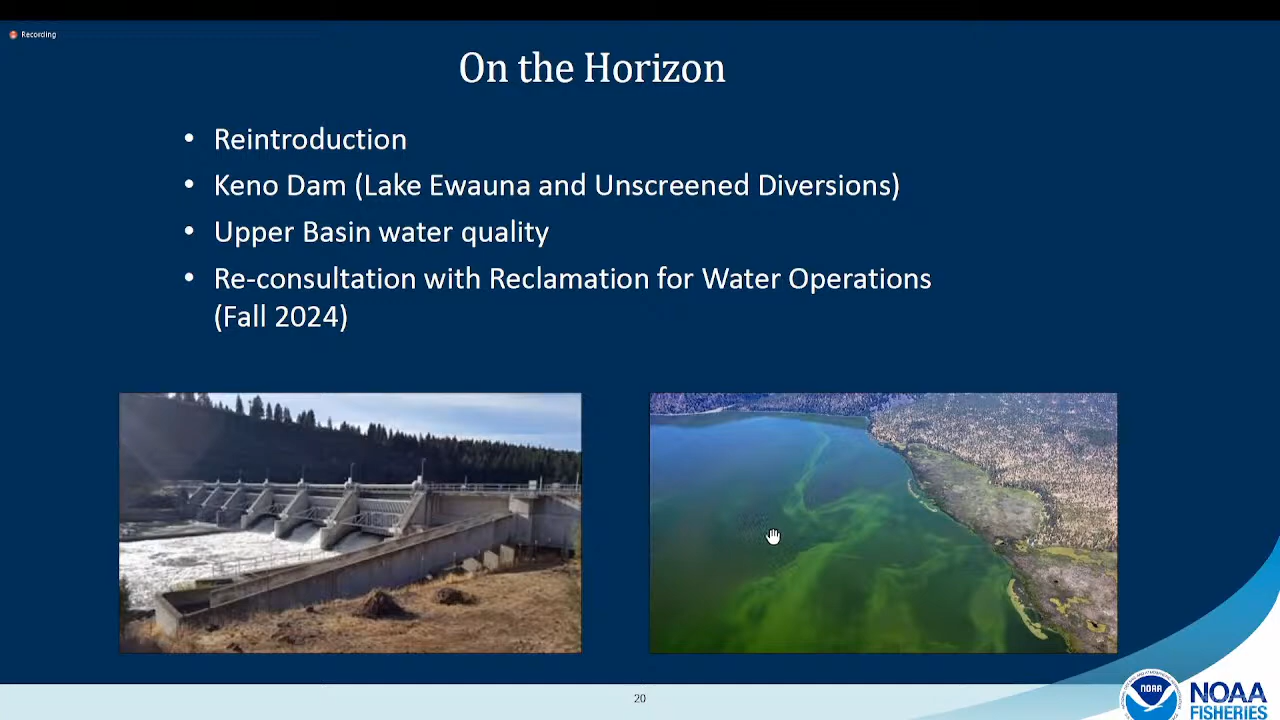 Recording
On the Horizon
• Reintroduction
• Keno Dam (Lake Ewauna and Unscreened Diversions)
• Upper Basin water quality
• Re-consultation with Reclamation for Water Operations
(Fall 2024)
20
NOAA
NOAA
FISHERIES